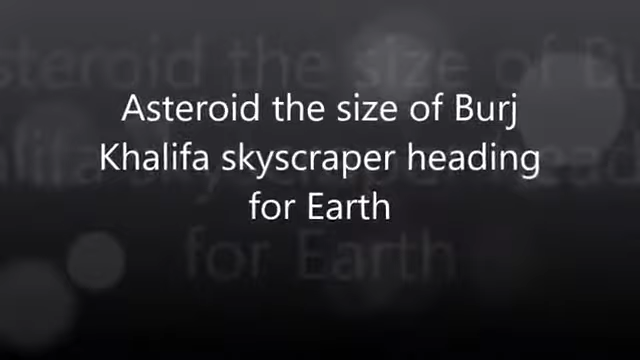 Asteroid the size of Burj
Khalifa skyscraper heading
for Earth